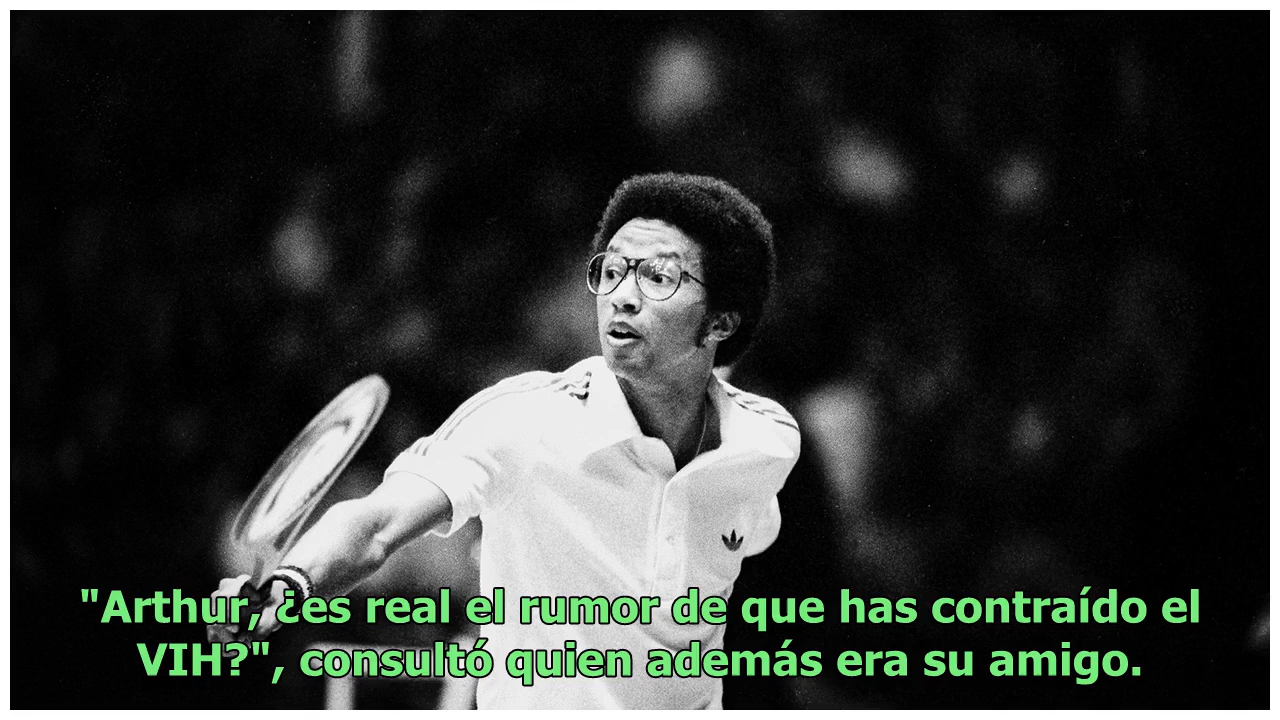 "Arthur, ¿es real el rumor de que has contraído el
VIH?", consultó quien además era su amigo.